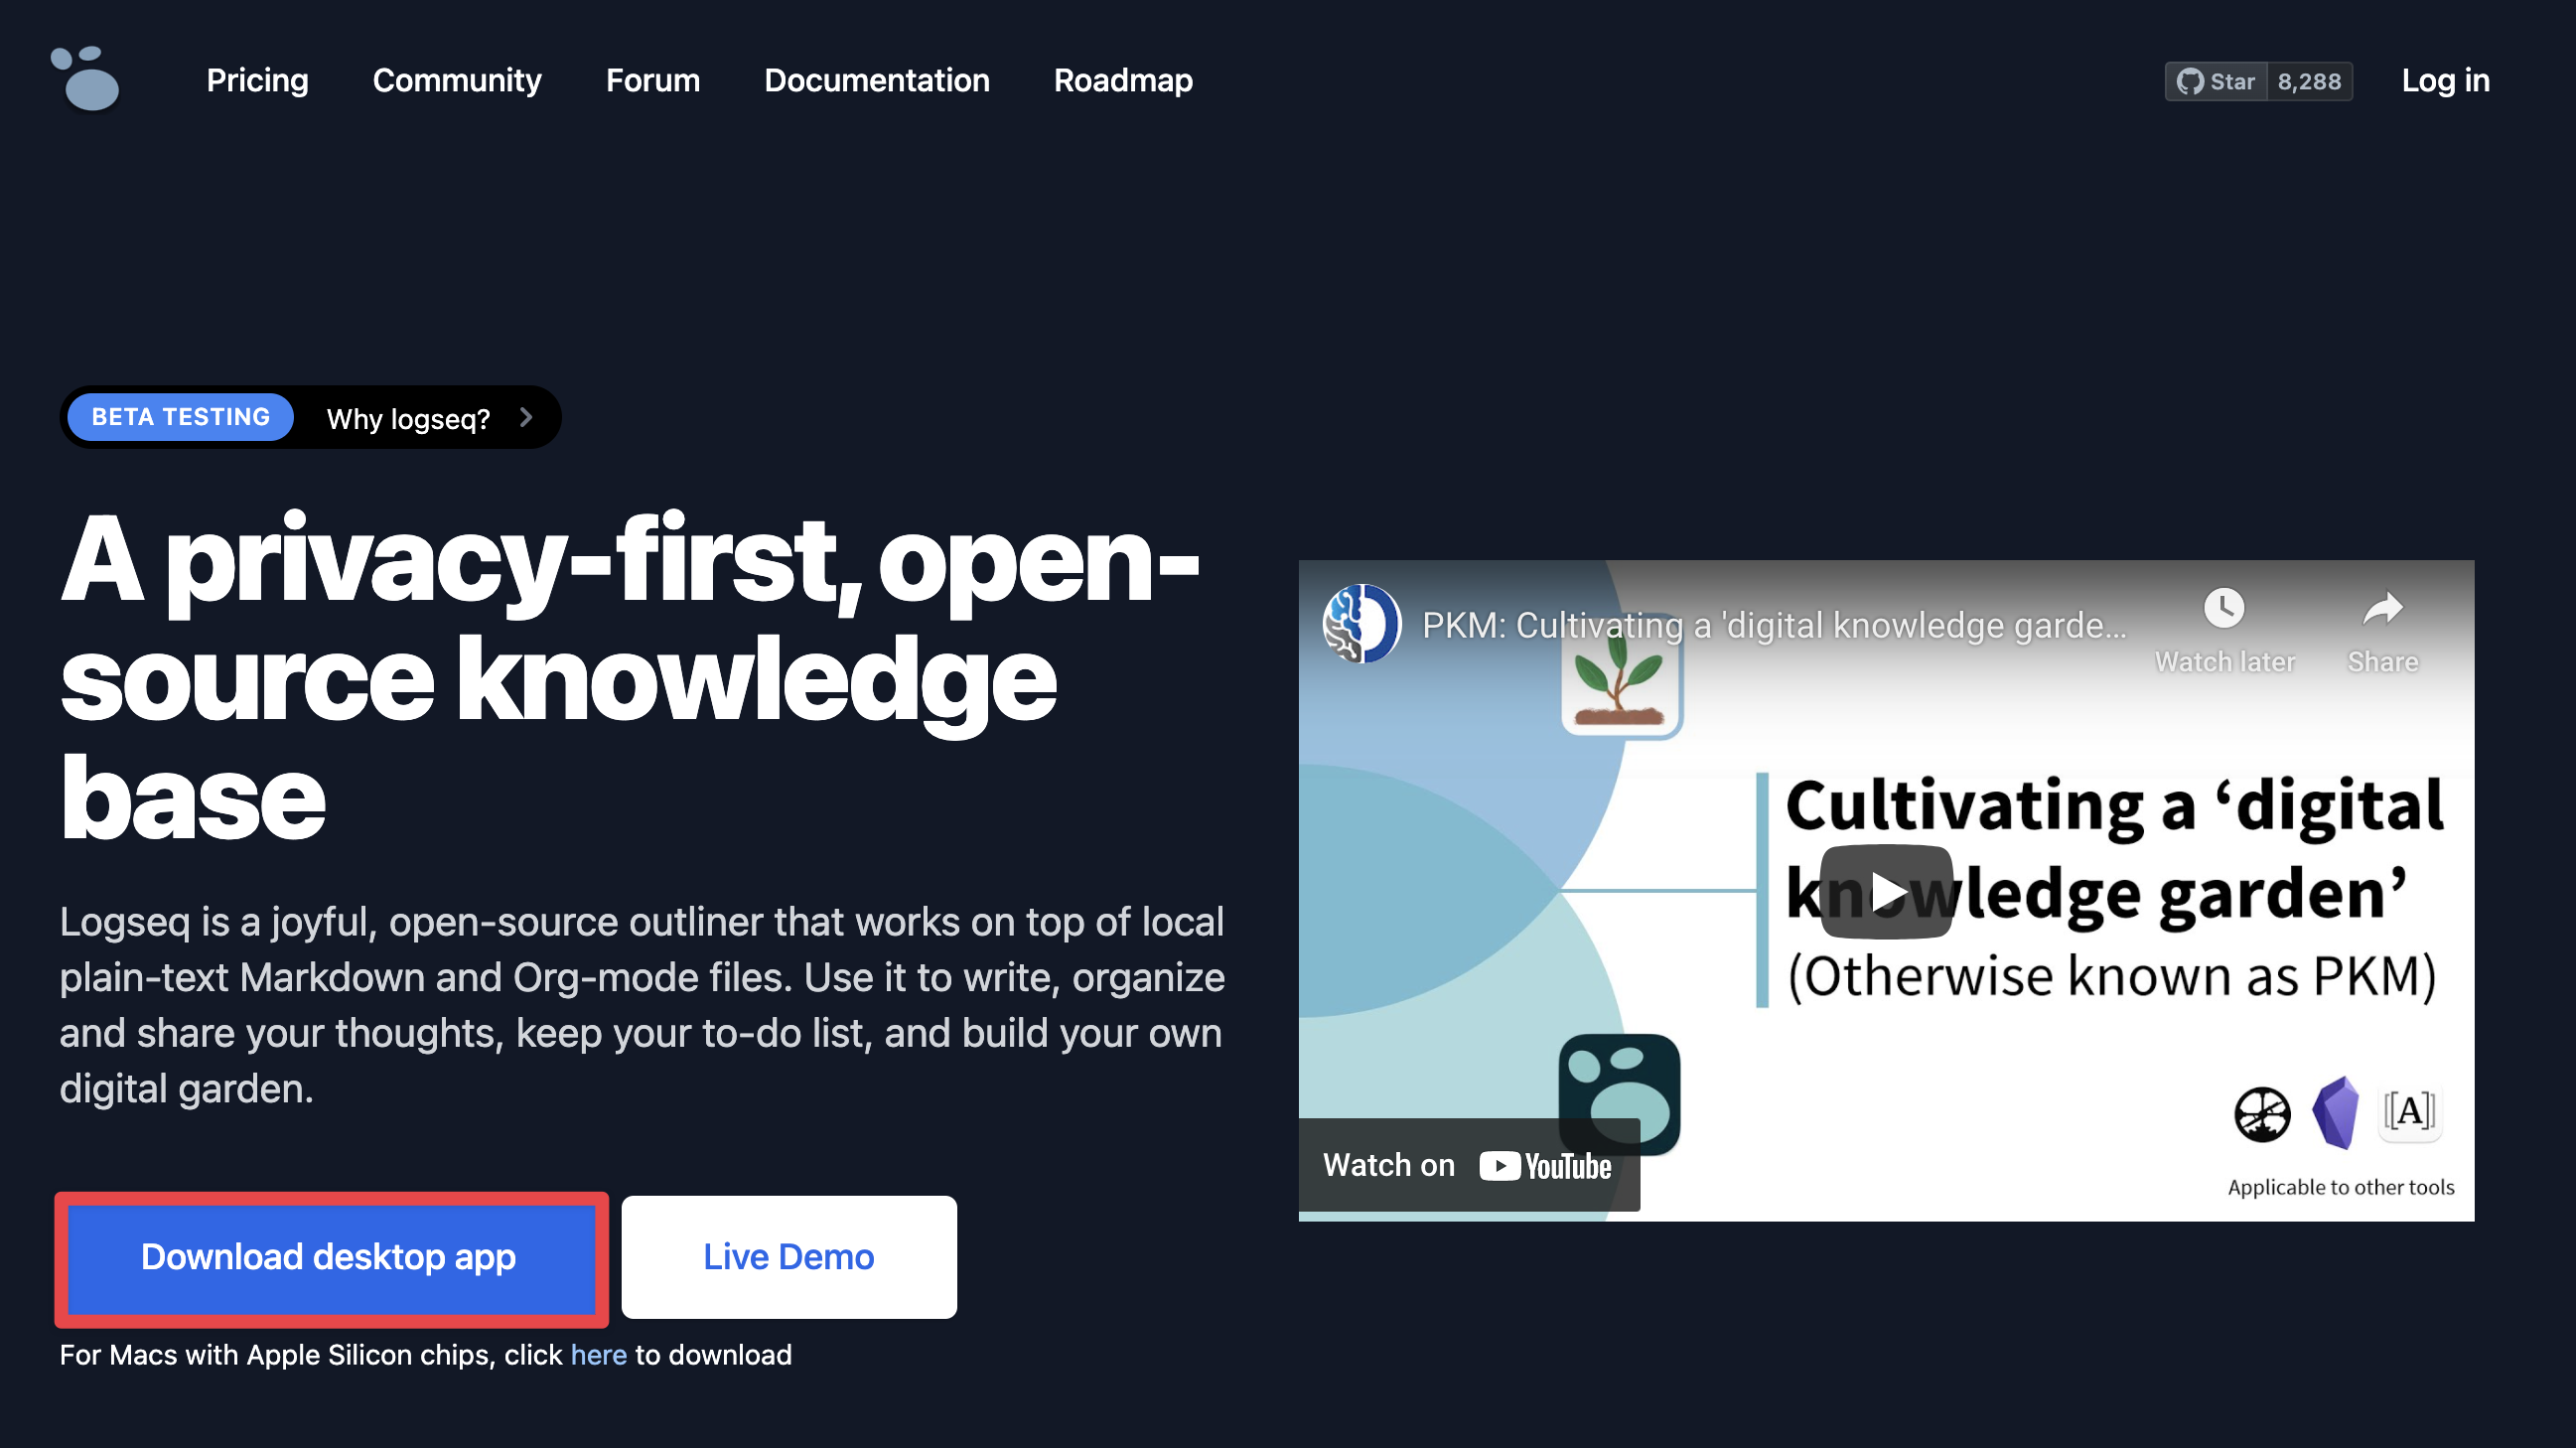 Pricing Community Forum Documentation Roadmap
Star 8,288 Log in
BETA TESTING Why logseq?
A privacy-first, open-
source knowledge
base
Logseq is a joyful, open-source outliner that works on top of local
plain-text Markdown and Org-mode files. Use it to write, organize
and share your thoughts, keep your to-do list, and build your own
digital garden.
Download desktop app Live Demo
For Macs with Apple Silicon chips, click here to download
PKM: Cultivating a 'digital knowledge garde...
Watch later Share
Cultivating a ‘digital
knowledge garden’
(Otherwise known as PKM)
[[A]]
Applicable to other tools
Watch on YouTube